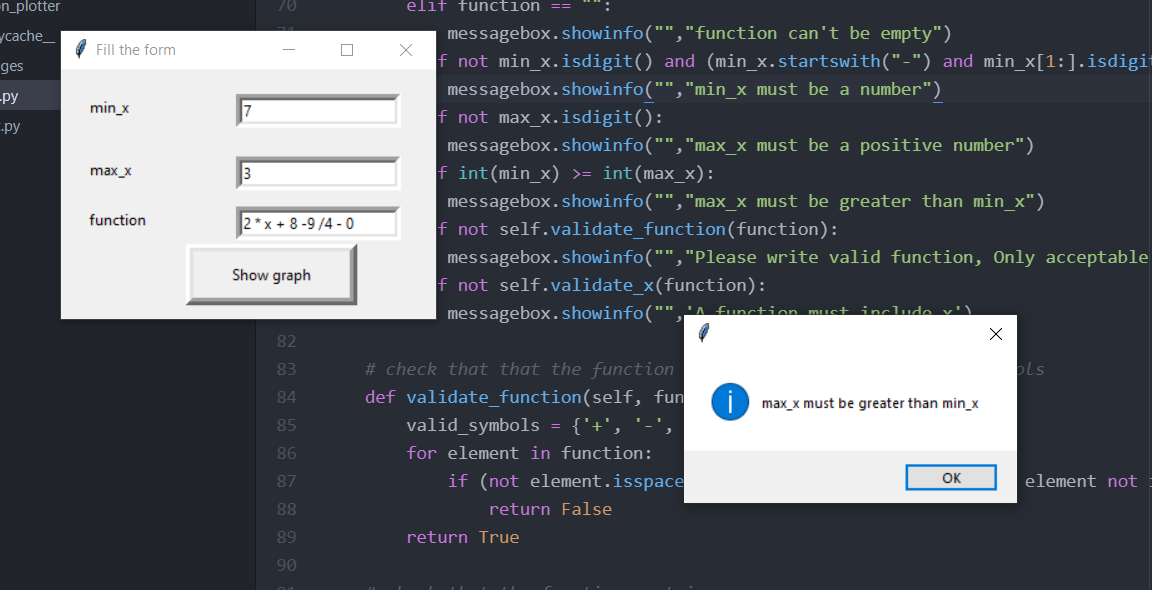 n_plotter
ycache__
ges
.py
.py
Fill the form
min_x
7
max_x
3
function
2 * x + 8 -9 /4 - 0
Show graph
70 elif function == "":
messagebox.showinfo("","function can't be empty")
f not min_x.isdigit() and (min_x.startswith("-") and min_x[1:].isdigit
messagebox.showinfo("","min_x must be a number")
f not max_x.isdigit():
messagebox.showinfo("","max_x must be a positive number")
f int(min_x) >= int(max_x):
messagebox.showinfo("","max_x must be greater than min_x")
f not self.validate_function(function):
messagebox.showinfo("","Please write valid function, Only acceptable
f not self.validate_x(function):
messagebox.showinfo("",'A function must include x')
82
83 # check that that the function ols
84 def validate_function(self, fun
85 valid_symbols = {'+', '-',
86 for element in function:
87 if (not element.isspace element not
88 return False
89 return True
90
max_x must be greater than min_x
OK